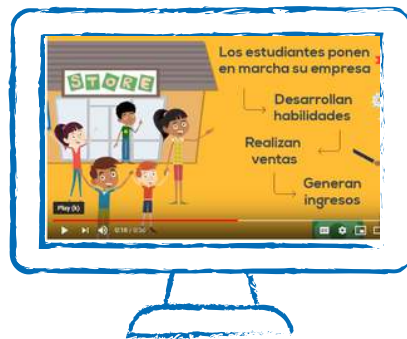 STORE
Los estudiantes ponen
en marcha su empresa
Desarrollan
habilidades
Realizan
ventas
Generan
ingresos
Play (k)